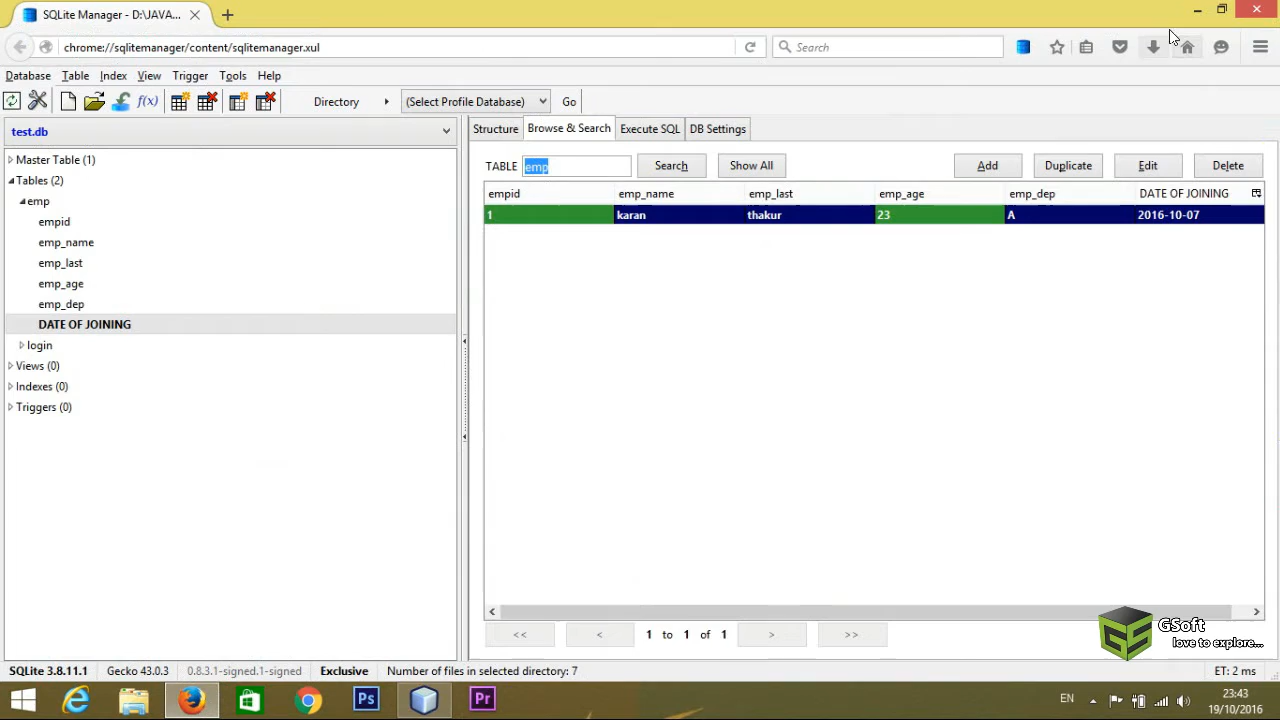 SQLite Manager - D:\JAVA...
chrome://sqlitemanager/content/sqlitemanager.xul
Search
Database Table Index View Trigger Tools Help
f(x) Directory (Select Profile Database) Go
test.db
Master Table (1)
Tables (2)
emp
empid
emp_name
emp_last
emp_age
emp_dep
DATE OF JOINING
login
Views (0)
Indexes (0)
Triggers (0)
Structure Browse & Search Execute SQL DB Settings
TABLE emp Search Show All Add Duplicate Edit Delete
empid emp_name emp_last emp_age emp_dep DATE OF JOINING
1 karan thakur 23 A 2016-10-07
<< < 1 to 1 of 1 > >>
GSoft
love to explore...
SQLite 3.8.11.1 Gecko 43.0.3 0.8.3.1-signed.1-signed Exclusive Number of files in selected directory: 7 ET: 2 ms
Ps Pr EN 23:43
19/10/2016